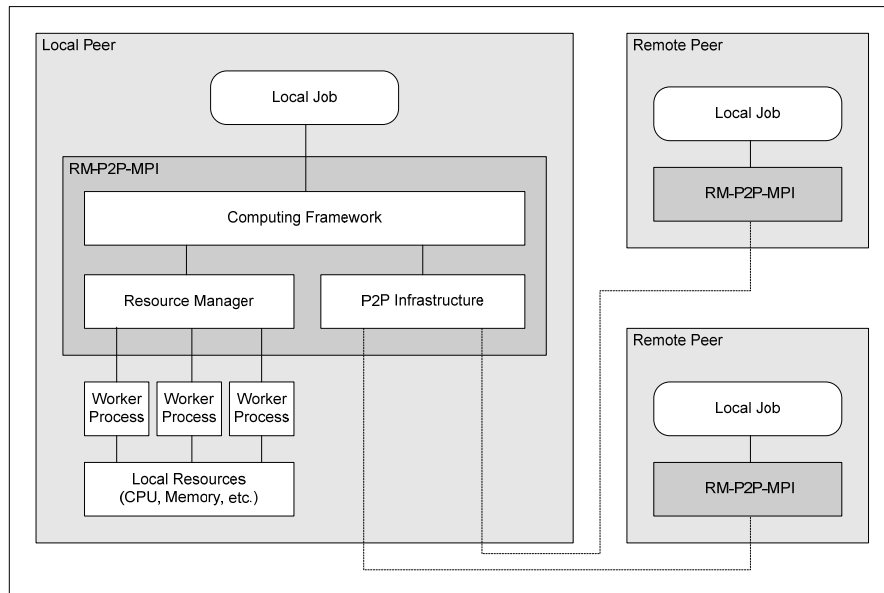 Local Peer
Local Job
RM-P2P-MPI
Computing Framework
Resource Manager
P2P Infrastructure
Worker
Process
Worker
Process
Worker
Process
Local Resources
(CPU, Memory, etc.)
Remote Peer
Local Job
RM-P2P-MPI
Remote Peer
Local Job
RM-P2P-MPI